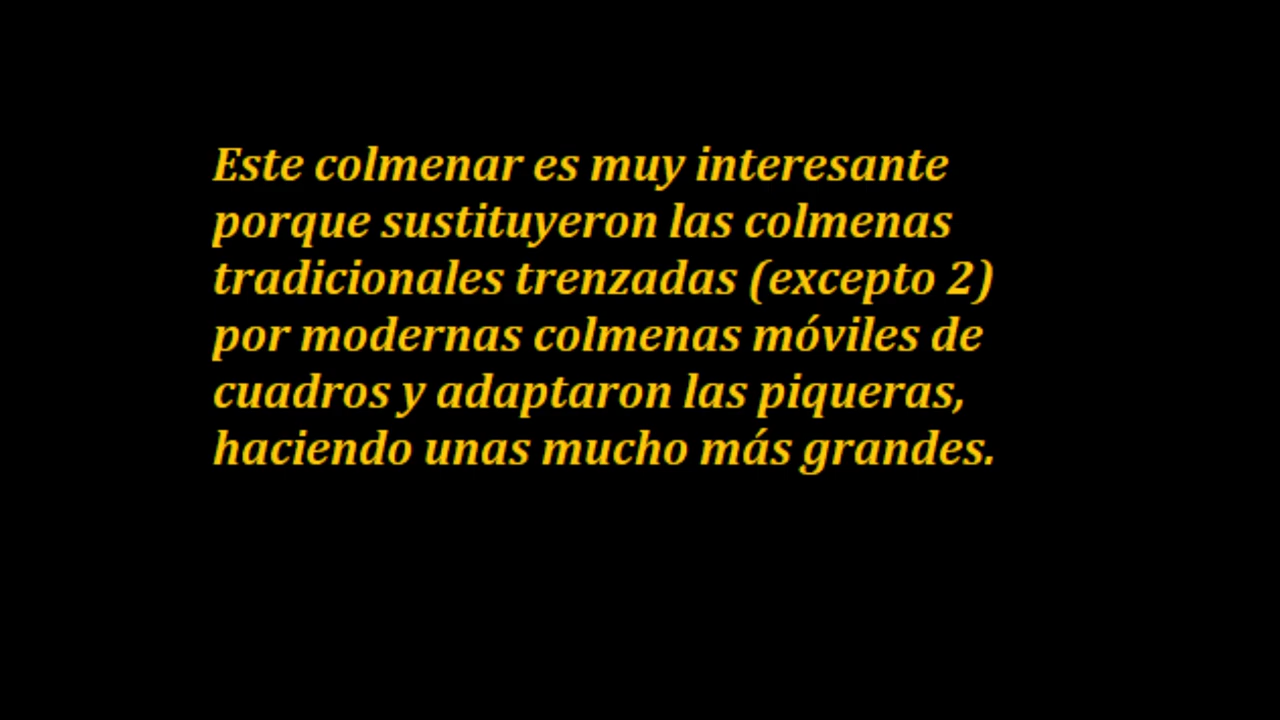 Este colmenar es muy interesante
porque sustituyeron las colmenas
tradicionales trenzadas (excepto 2)
por modernas colmenas móviles de
cuadros y adaptaron las piqueras,
haciendo unas mucho más grandes.